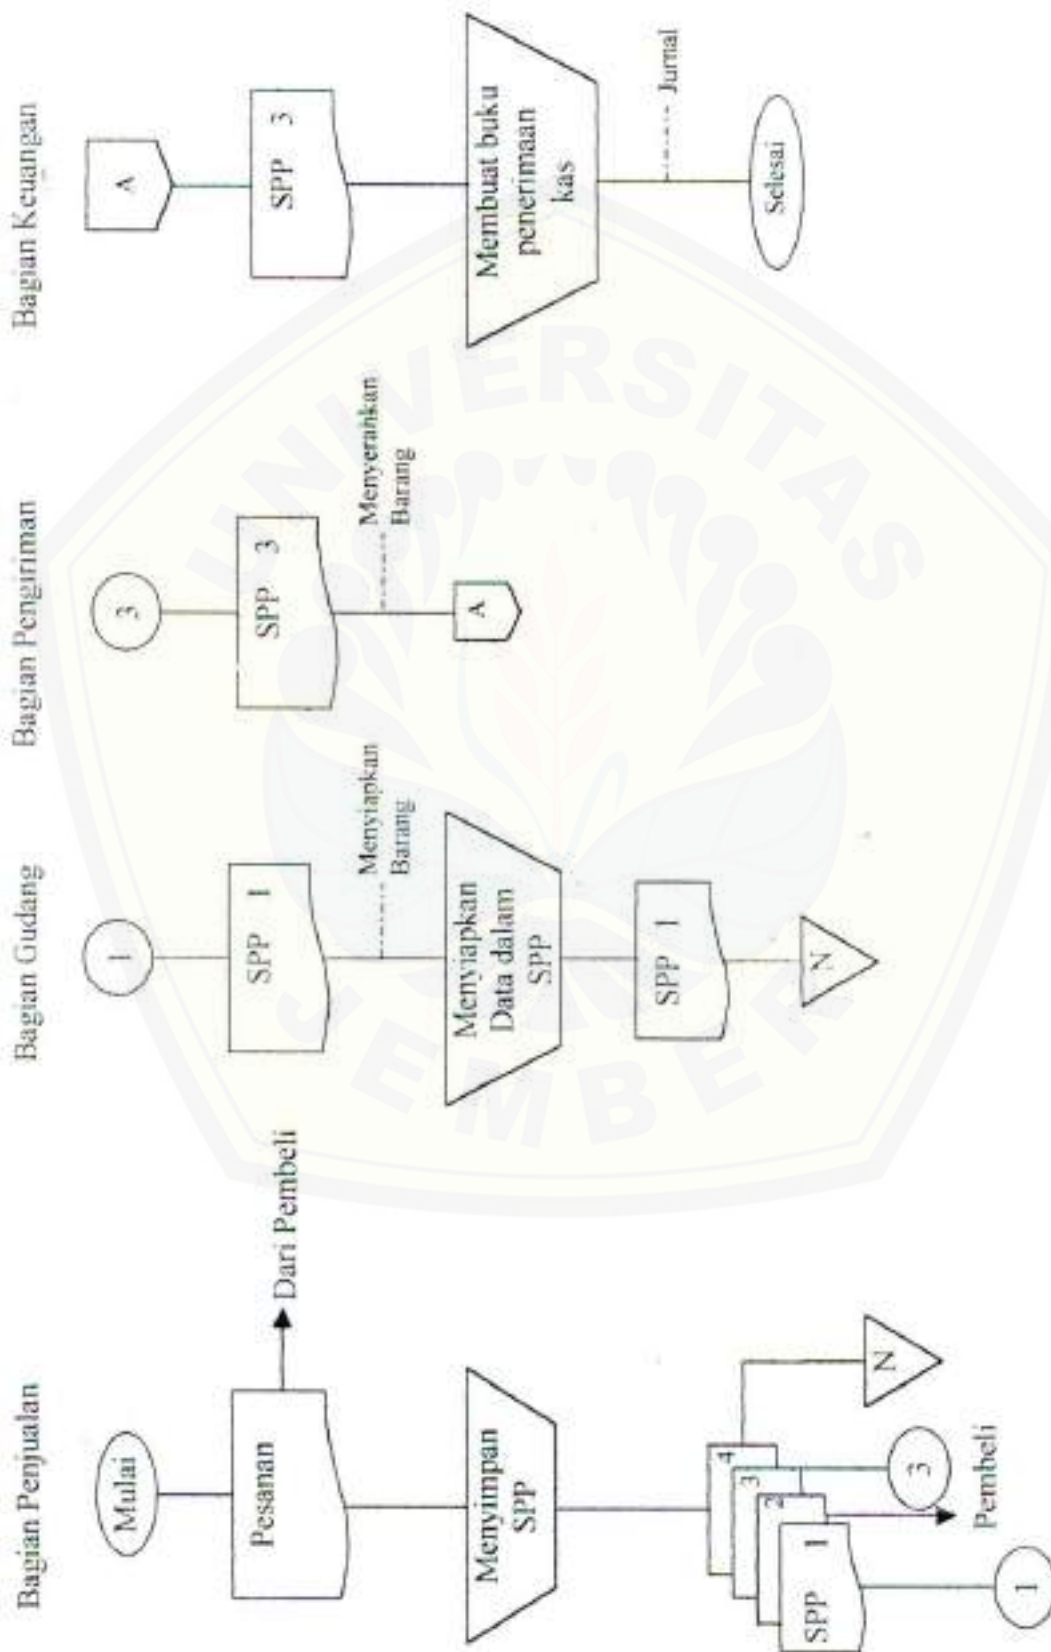 Bagian Penjualan
Mulai
Pesanan
Dari Pembeli
Menyimpan
SPP
4
3
2
SPP 1
N
3
Pembeli
1
Bagian Gudang
1
SPP 1
Menyiapkan
Barang
Menyiapkan
Data dalam
SPP
SPP 1
N
Bagian Pengiriman
3
SPP 3
Menyerahkan
Barang
A
Bagian Keuangan
A
SPP 3
Membuat buku
penerimaan
kas
Jurnal
Selesai
UNIVERSITAS
JEMBER